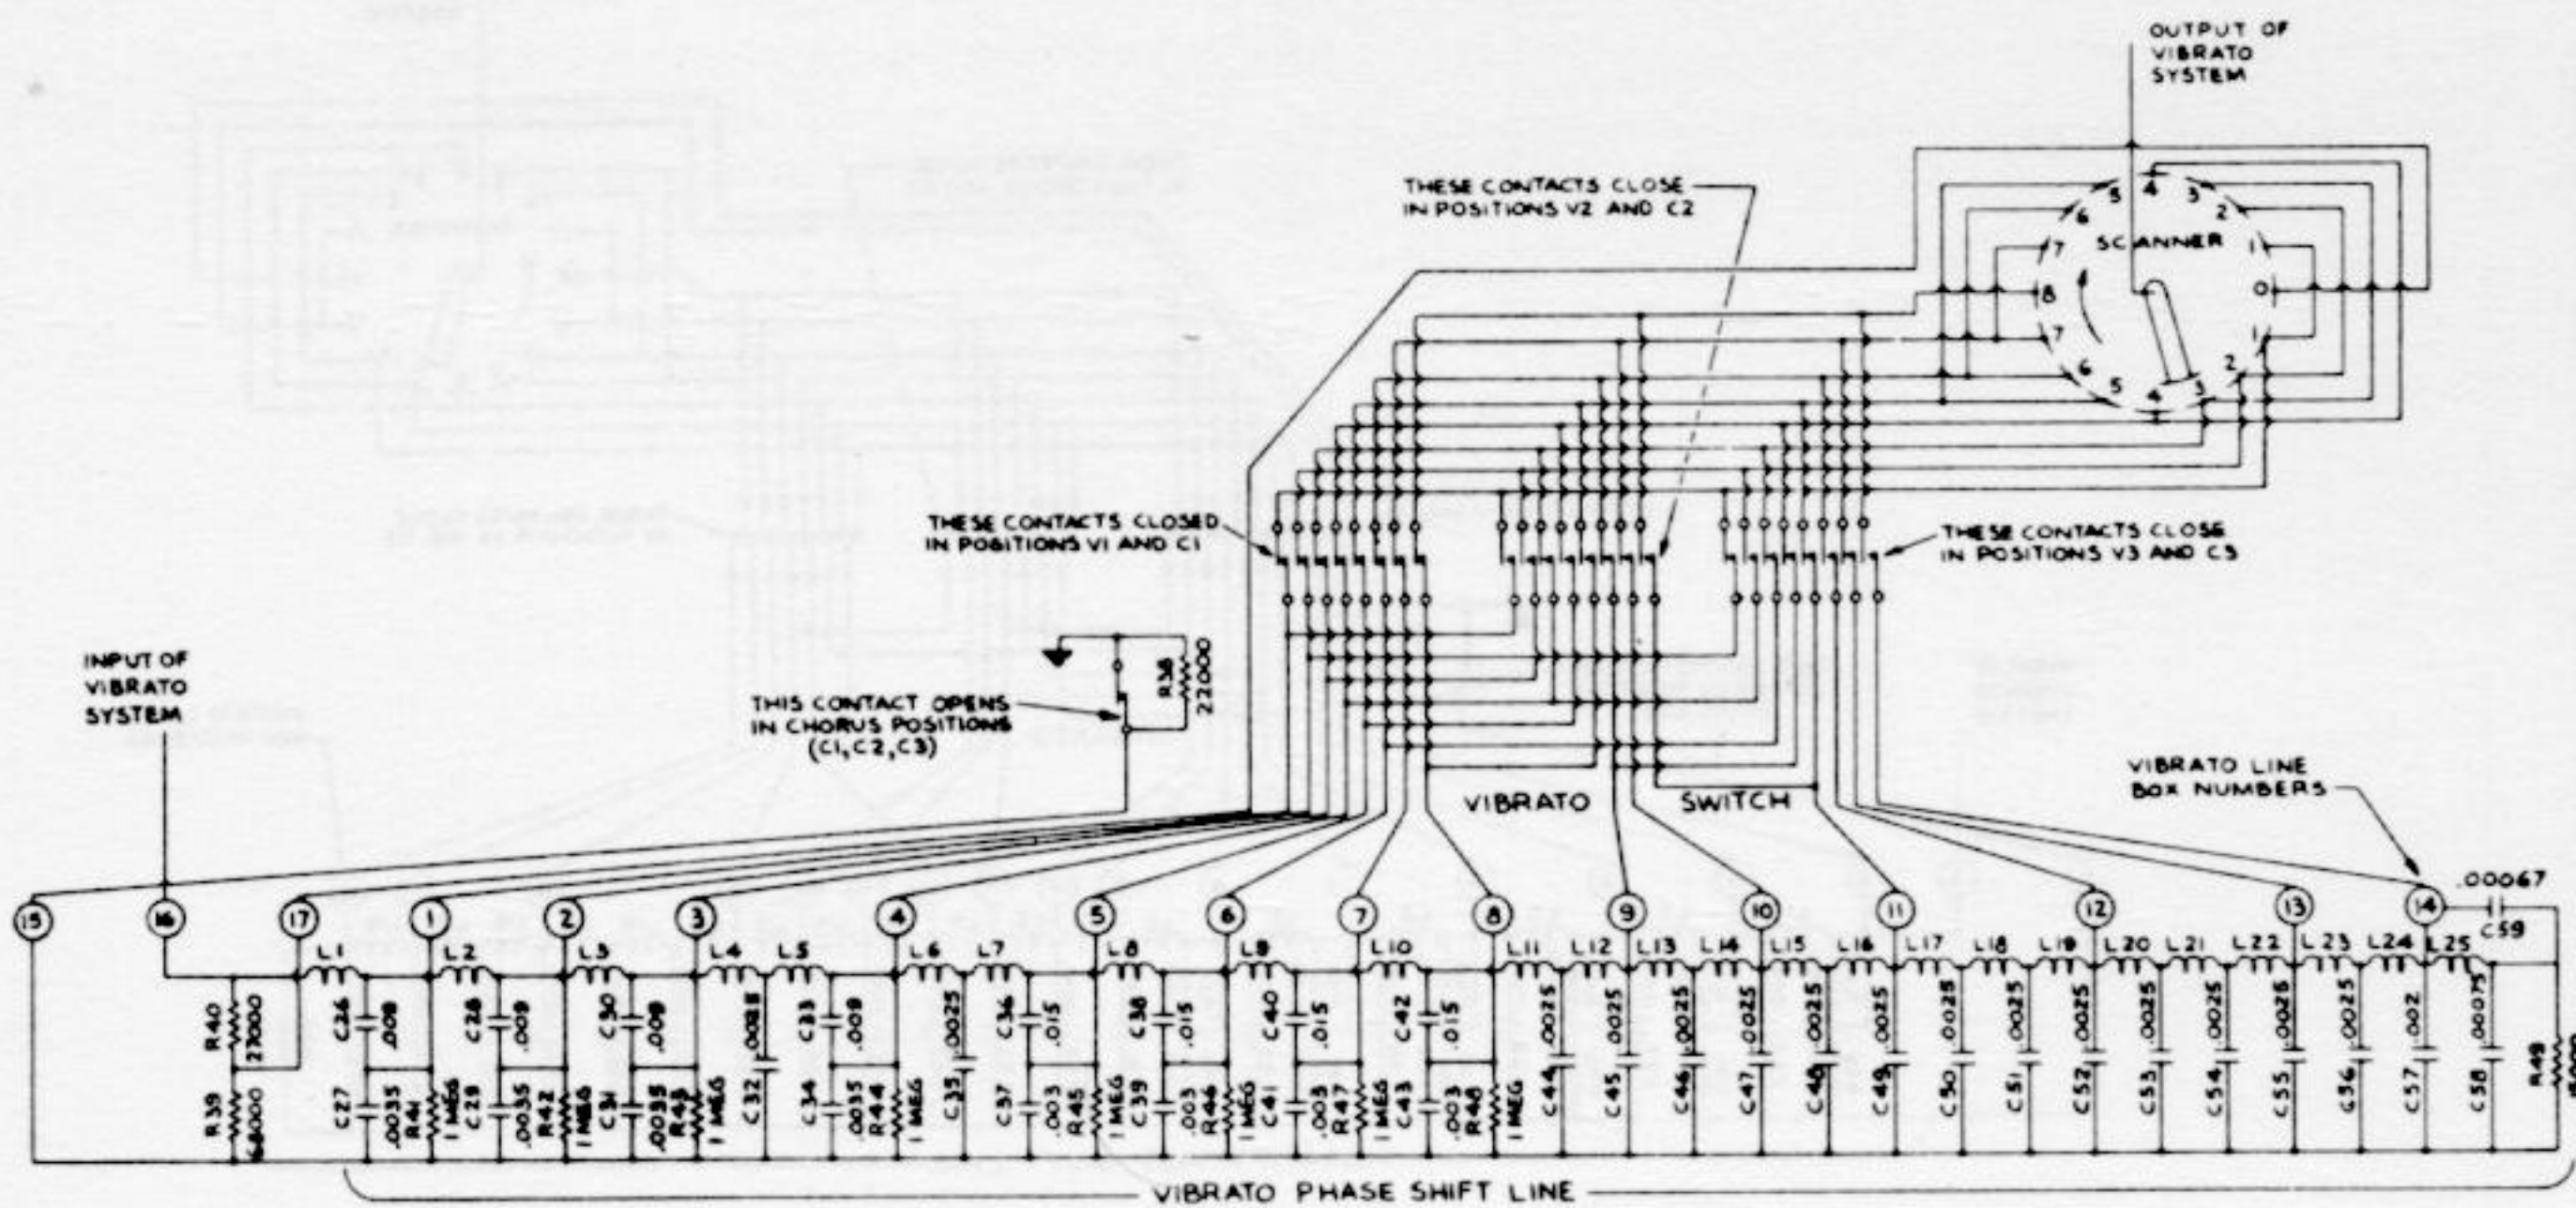 OUTPUT OF
VIBRATO
SYSTEM
THESE CONTACTS CLOSE
IN POSITIONS V2 AND C2
5 4 3
6 2
7 SCANNER 1
8 0
7 1
6 2
5 4 3
THESE CONTACTS CLOSED
IN POSITIONS V1 AND C1
THESE CONTACTS CLOSE
IN POSITIONS V3 AND C3
INPUT OF
VIBRATO
SYSTEM
R38
22000
THIS CONTACT OPENS
IN CHORUS POSITIONS
(C1,C2,C3)
VIBRATO SWITCH
VIBRATO LINE
BOX NUMBERS
.00067
C59
15 16 17 1 2 3 4 5 6 7 8 9 10 11 12 13 14
L1 L2 L3 L4 L5 L6 L7 L8 L9 L10 L11 L12 L13 L14 L15 L16 L17 L18 L19 L20 L21 L22 L23 L24 L25
R40 27000 C26 .009 C28 .009 C30 .009 C33 .009 .0025 C36 .015 C38 .015 C40 .015 C42 .015 .0025 .0025 .0025 .0025 .0025 .0025 .0025 .0025 .0025 .0025 .0025 .0025 .0025 .002 .00075
R39 68000 C27 .0035 R41 1 MEG C29 .0035 R42 1 MEG C31 .0035 R43 1 MEG C32 C34 .0035 R44 1 MEG C35 C37 .003 R45 1 MEG C39 .003 R46 1 MEG C41 .003 R47 1 MEG C43 .003 R48 1 MEG C44 C45 C46 C47 C48 C49 C50 C51 C52 C53 C54 C55 C56 C57 C58 R49
VIBRATO PHASE SHIFT LINE